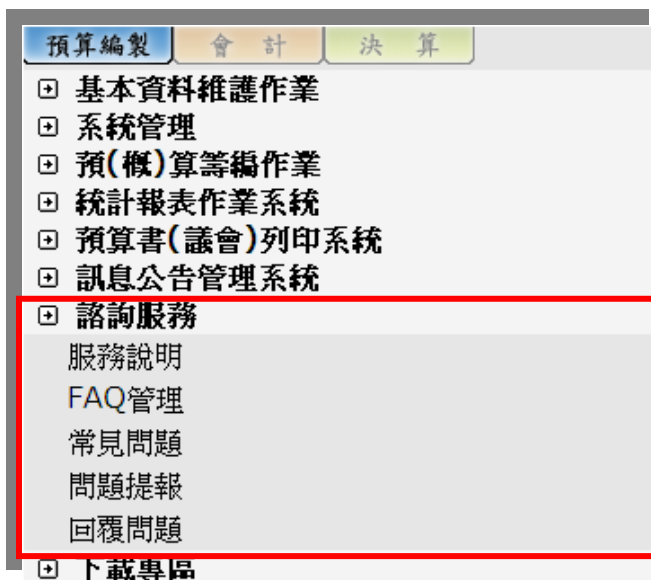 預算編製 會 計 決 算
基本資料維護作業
系統管理
預(概)算籌編作業
統計報表作業系統
預算書(議會)列印系統
訊息公告管理系統
諮詢服務
服務說明
FAQ管理
常見問題
問題提報
回覆問題
下載專區